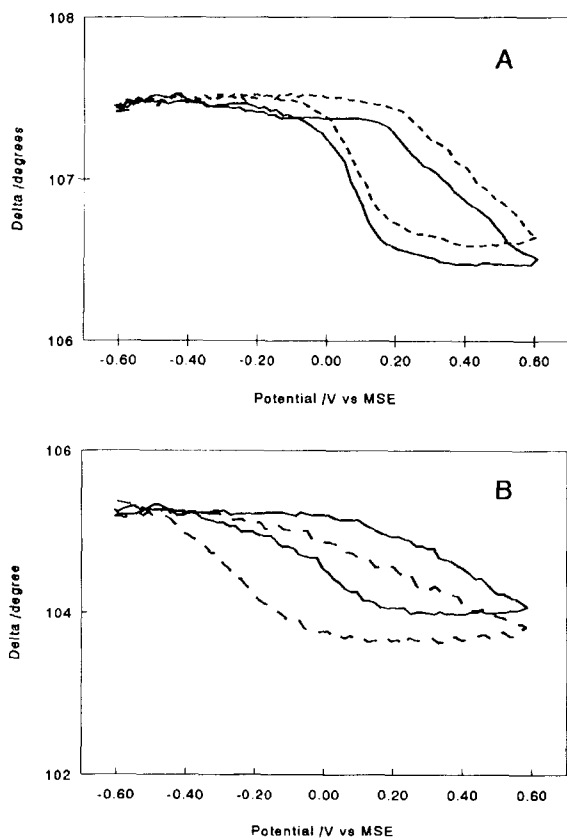 108
A
107
Delta /degrees
106
-0.60 -0.40 -0.20 0.00 0.20 0.40 0.60
Potential /V vs MSE
106
B
104
Delta /degree
102
-0.60 -0.40 -0.20 0.00 0.20 0.40 0.60
Potential /V vs MSE